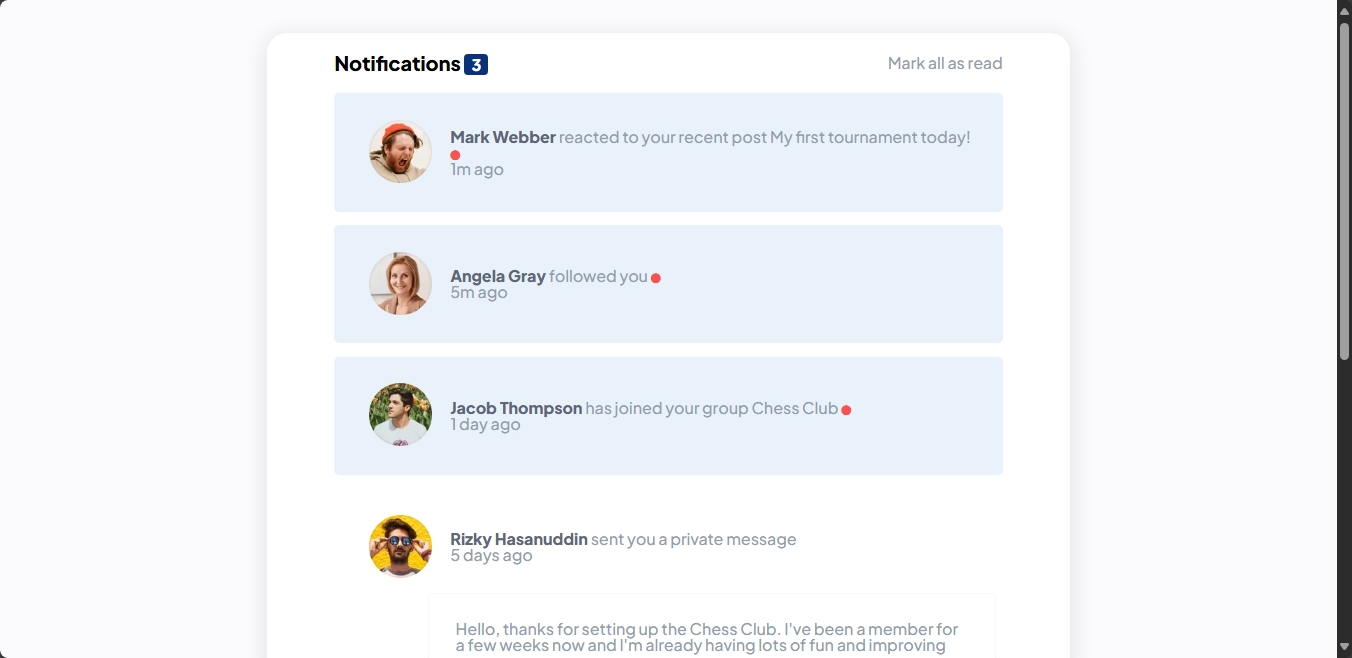 Notifications 3
Mark all as read
Mark Webber reacted to your recent post My first tournament today!
1m ago
Angela Gray followed you
5m ago
Jacob Thompson has joined your group Chess Club
1 day ago
Rizky Hasanuddin sent you a private message
5 days ago
Hello, thanks for setting up the Chess Club. I've been a member for
a few weeks now and I'm already having lots of fun and improving